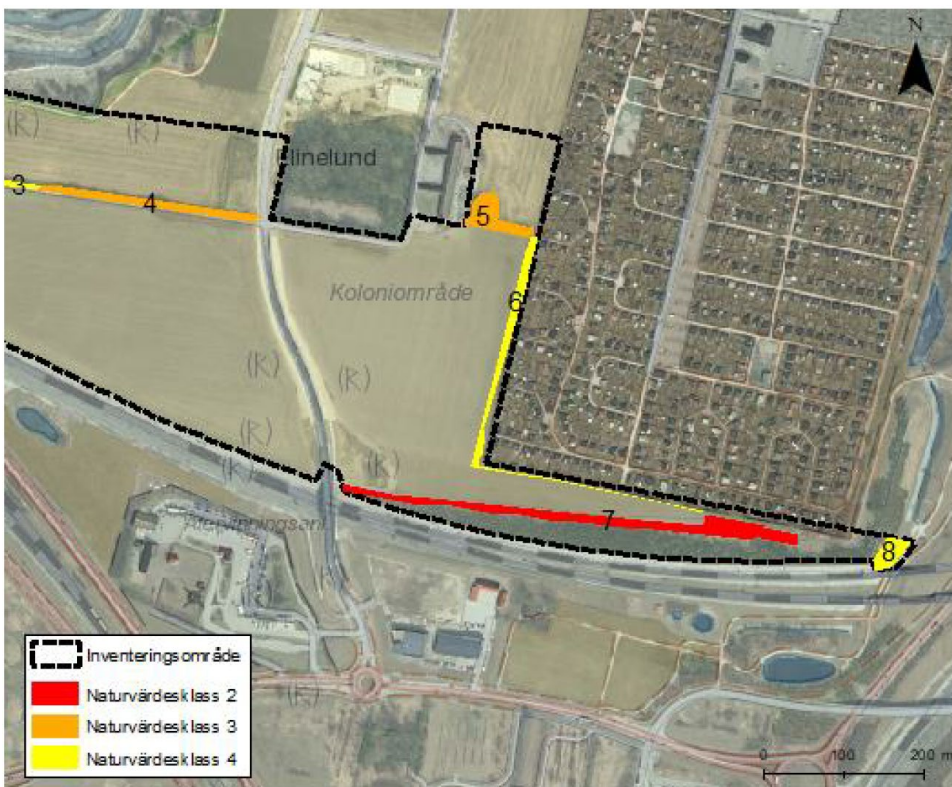 N
(K)
(K)
linelund
3
4
5
6
Koloniområde
(K)
(K)
(K)
(K)
(K)
7
8
Inventeringsområde
Naturvärdesklass 2
Naturvärdesklass 3
Naturvärdesklass 4
(K)
0 100 200 m